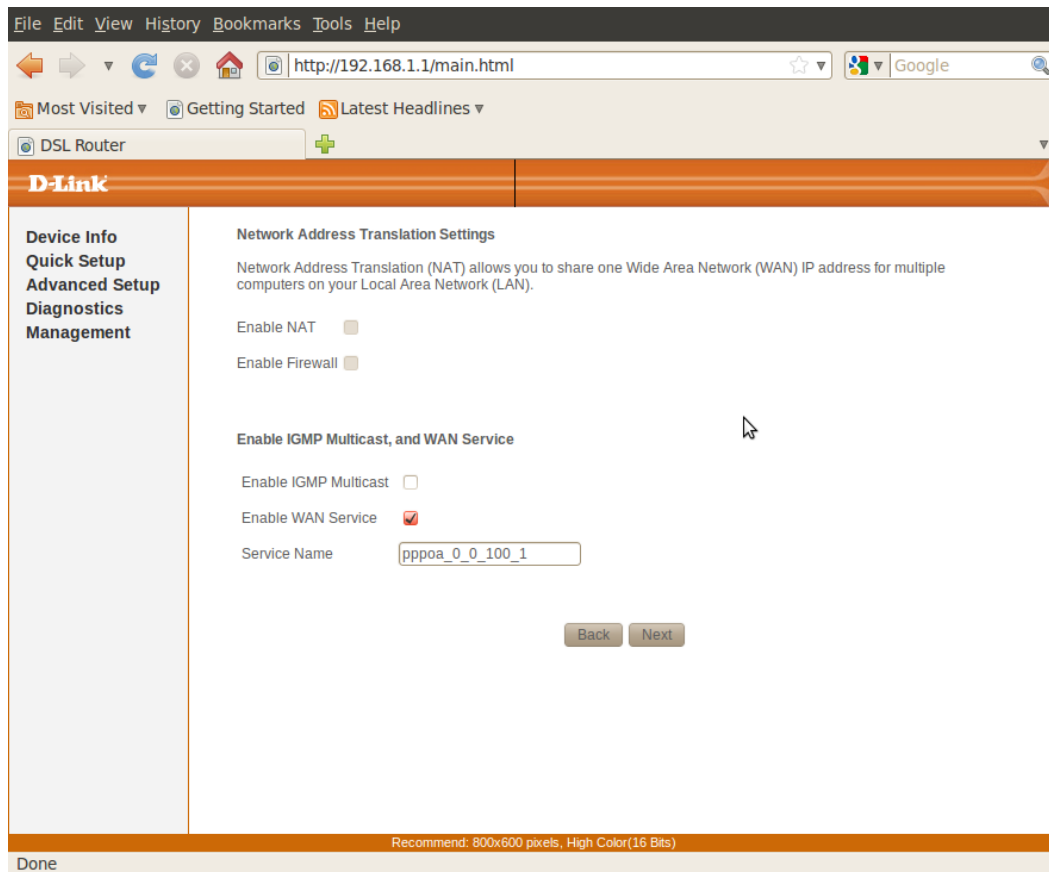 File Edit View History Bookmarks Tools Help
http://192.168.1.1/main.html
Google
Most Visited Getting Started Latest Headlines
DSL Router
D-Link
Device Info
Quick Setup
Advanced Setup
Diagnostics
Management
Network Address Translation Settings
Network Address Translation (NAT) allows you to share one Wide Area Network (WAN) IP address for multiple
computers on your Local Area Network (LAN).
Enable NAT
Enable Firewall
Enable IGMP Multicast, and WAN Service
Enable IGMP Multicast
Enable WAN Service
Service Name pppoa_0_0_100_1
Back Next
Recommend: 800x600 pixels, High Color(16 Bits)
Done